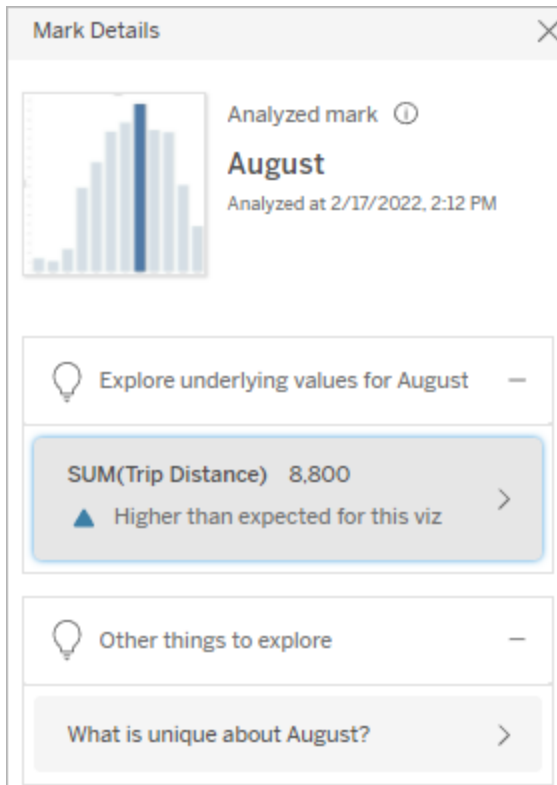 Mark Details
Analyzed mark
August
Analyzed at 2/17/2022, 2:12 PM
Explore underlying values for August
SUM(Trip Distance) 8,800
Higher than expected for this viz
Other things to explore
What is unique about August?